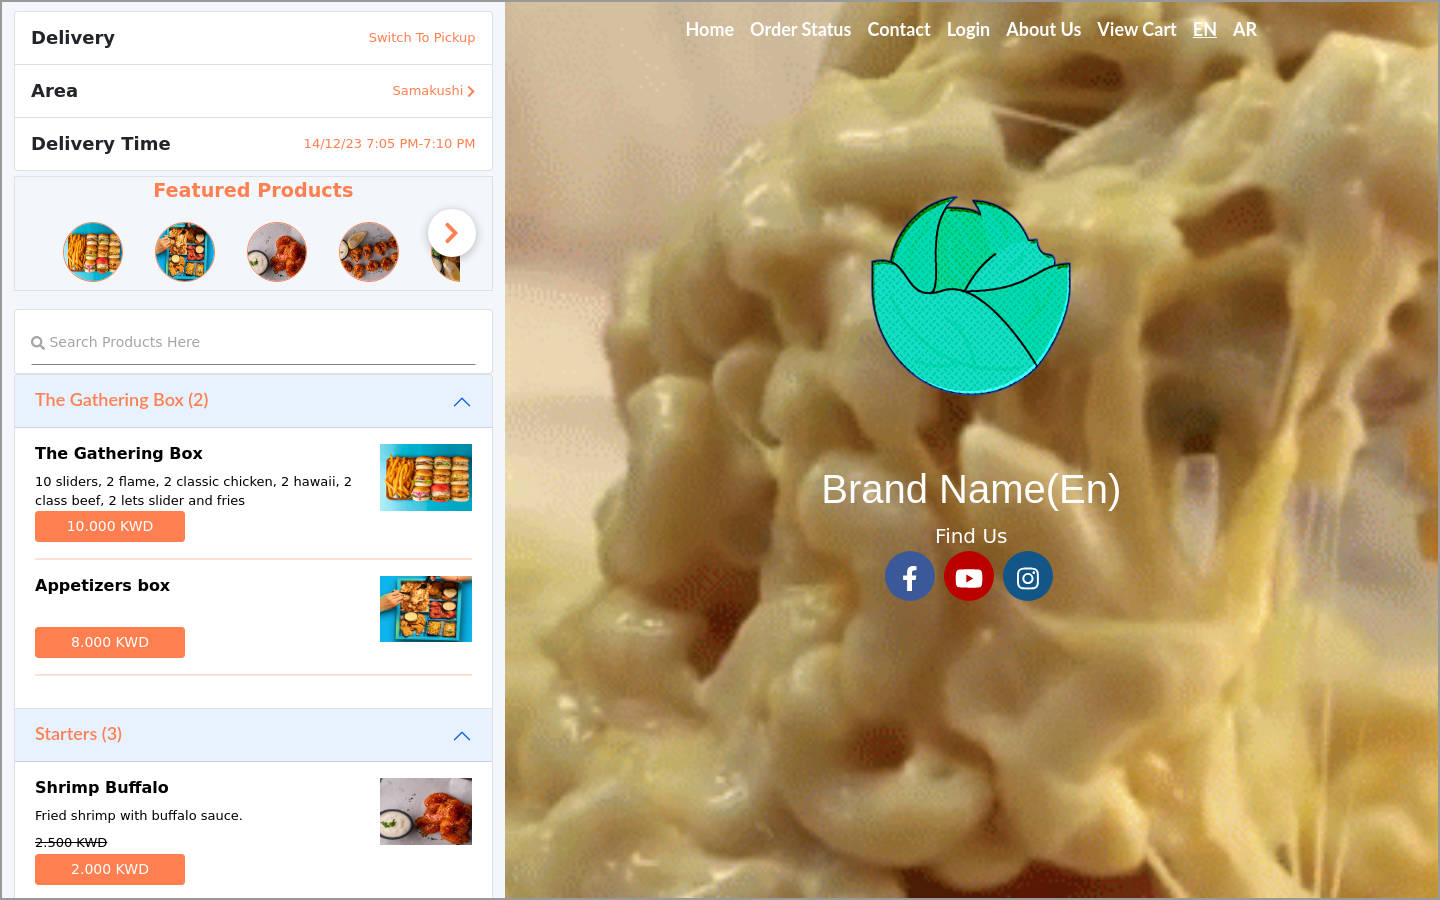 Delivery
Switch To Pickup
Area
Samakushi
Delivery Time
14/12/23 7:05 PM-7:10 PM
Featured Products
Search Products Here
The Gathering Box (2)
The Gathering Box
10 sliders, 2 flame, 2 classic chicken, 2 hawaii, 2
class beef, 2 lets slider and fries
10.000 KWD
Appetizers box
8.000 KWD
Starters (3)
Shrimp Buffalo
Fried shrimp with buffalo sauce.
2.500 KWD
2.000 KWD
Home Order Status Contact Login About Us View Cart EN AR
Brand Name(En)
Find Us